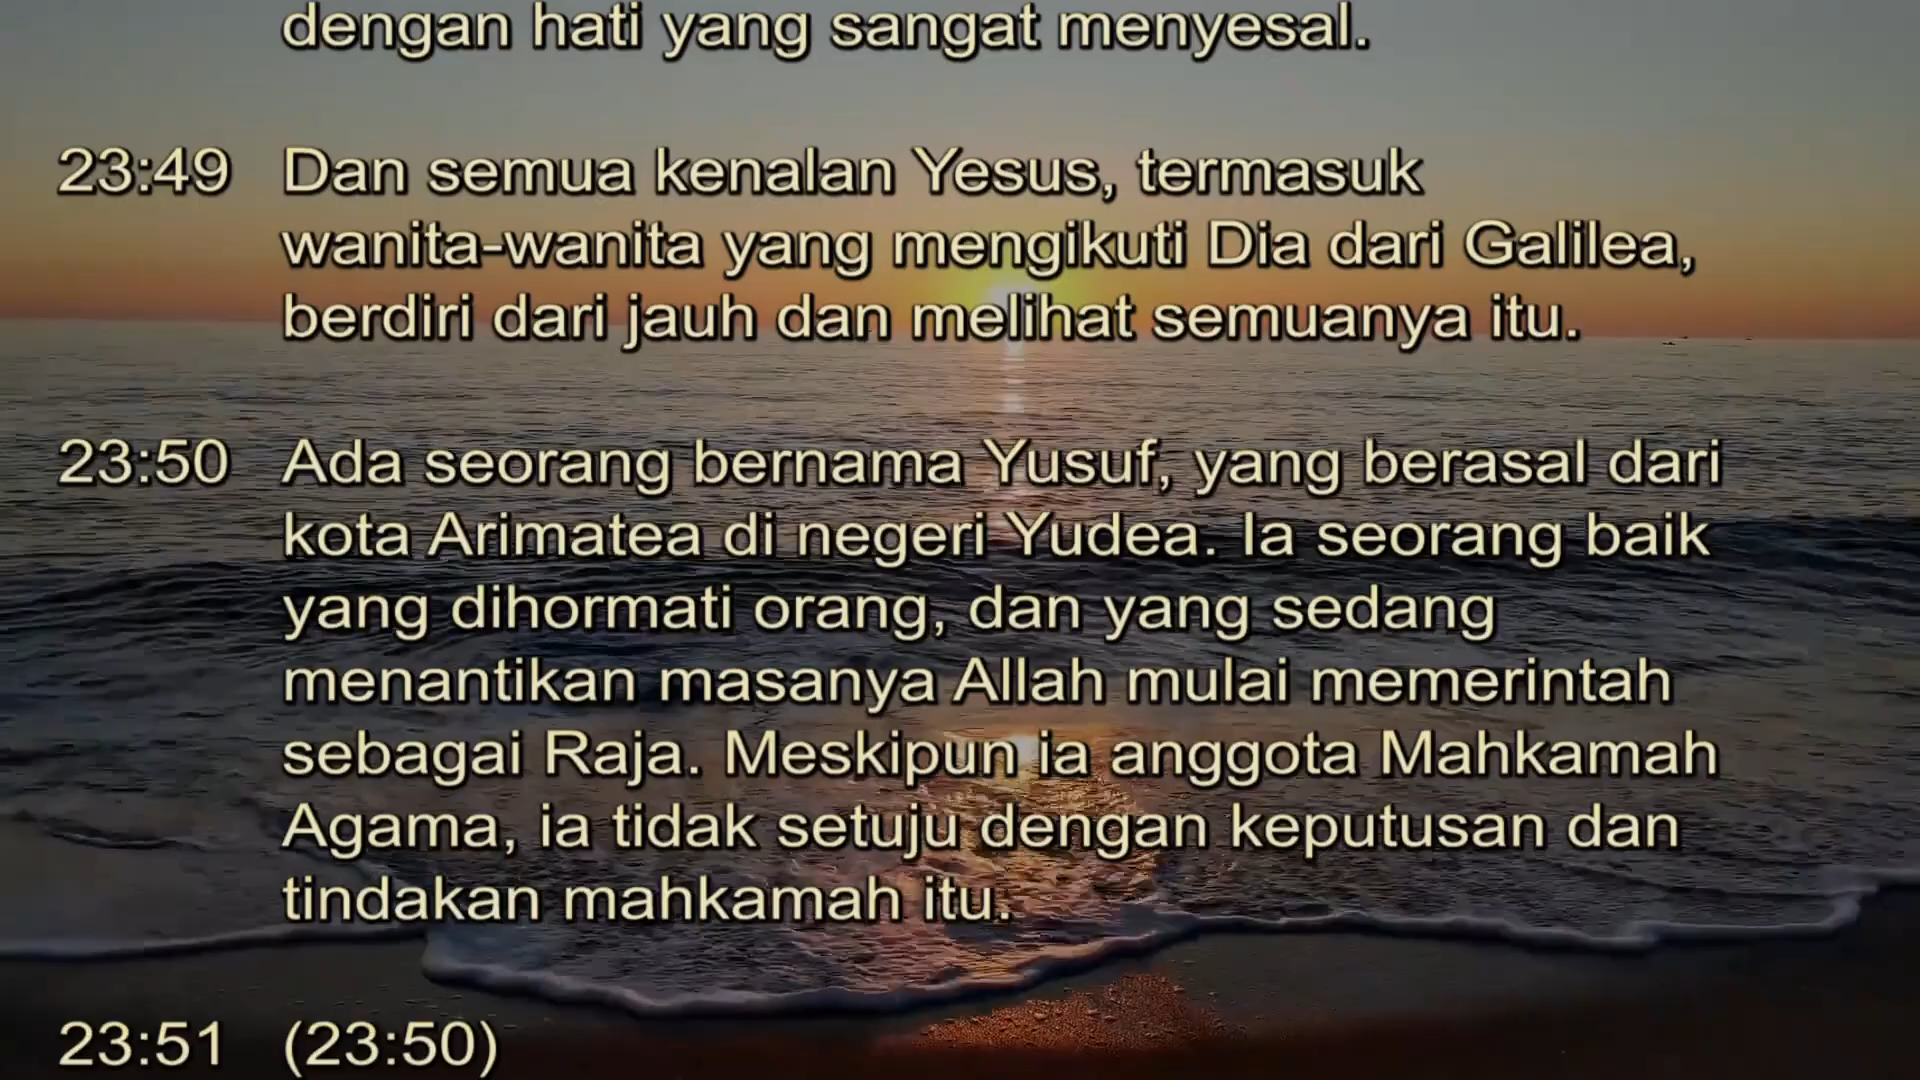 dengan hati yang sangat menyesal.
23:49 Dan semua kenalan Yesus, termasuk
wanita-wanita yang mengikuti Dia dari Galilea,
berdiri dari jauh dan melihat semuanya itu.
23:50 Ada seorang bernama Yusuf, yang berasal dari
kota Arimatea di negeri Yudea. Ia seorang baik
yang dihormati orang, dan yang sedang
menantikan masanya Allah mulai memerintah
sebagai Raja. Meskipun ia anggota Mahkamah
Agama, ia tidak setuju dengan keputusan dan
tindakan mahkamah itu.
23:51 (23:50)